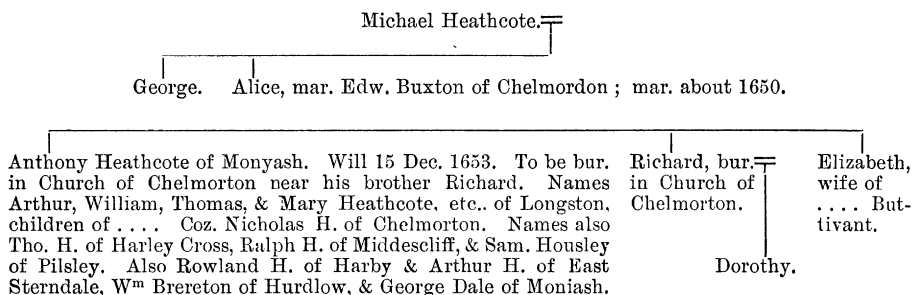 Michael Heathcote.
George. Alice, mar. Edw. Buxton of Chelmordon ; mar. about 1650.
Anthony Heathcote of Monyash. Will 15 Dec. 1653. To be bur.
in Church of Chelmorton near his brother Richard. Names
Arthur, William, Thomas, & Mary Heathcote, etc.. of Longston,
children of .... Coz. Nicholas H. of Chelmorton. Names also
Tho. H. of Harley Cross, Ralph H. of Middescliff, & Sam. Housley
of Pilsley. Also Rowland H. of Harby & Arthur H. of East
Sterndale, Wm Brereton of Hurdlow, & George Dale of Moniash.
Richard, bur.
in Church of
Chelmorton.
Dorothy.
Elizabeth,
wife of
.... But-
tivant.